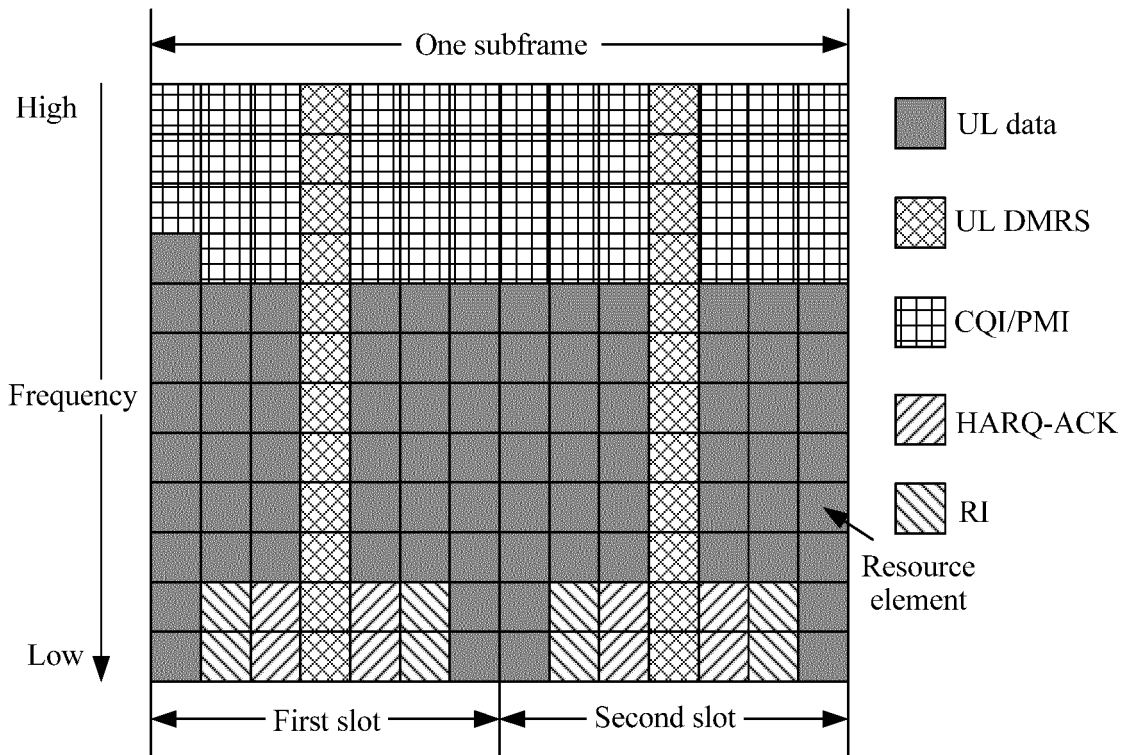 One subframe
High
UL data
UL DMRS
CQI/PMI
Frequency
HARQ-ACK
RI
Resource
element
Low
First slot
Second slot